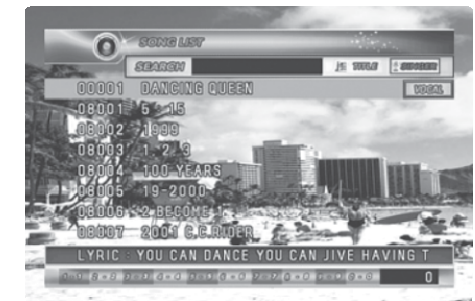 SONG LIST
SEARCH TITLE SINGER
00001 DANCING QUEEN VOCAL
08001 5 - 15
08002 1999
08003 1-2-3
08004 100 YEARS
08005 19-2000
08006 2 BECOME 1
08007 2001 C.C.RIDER
LYRIC : YOU CAN DANCE YOU CAN JIVE HAVING T
0